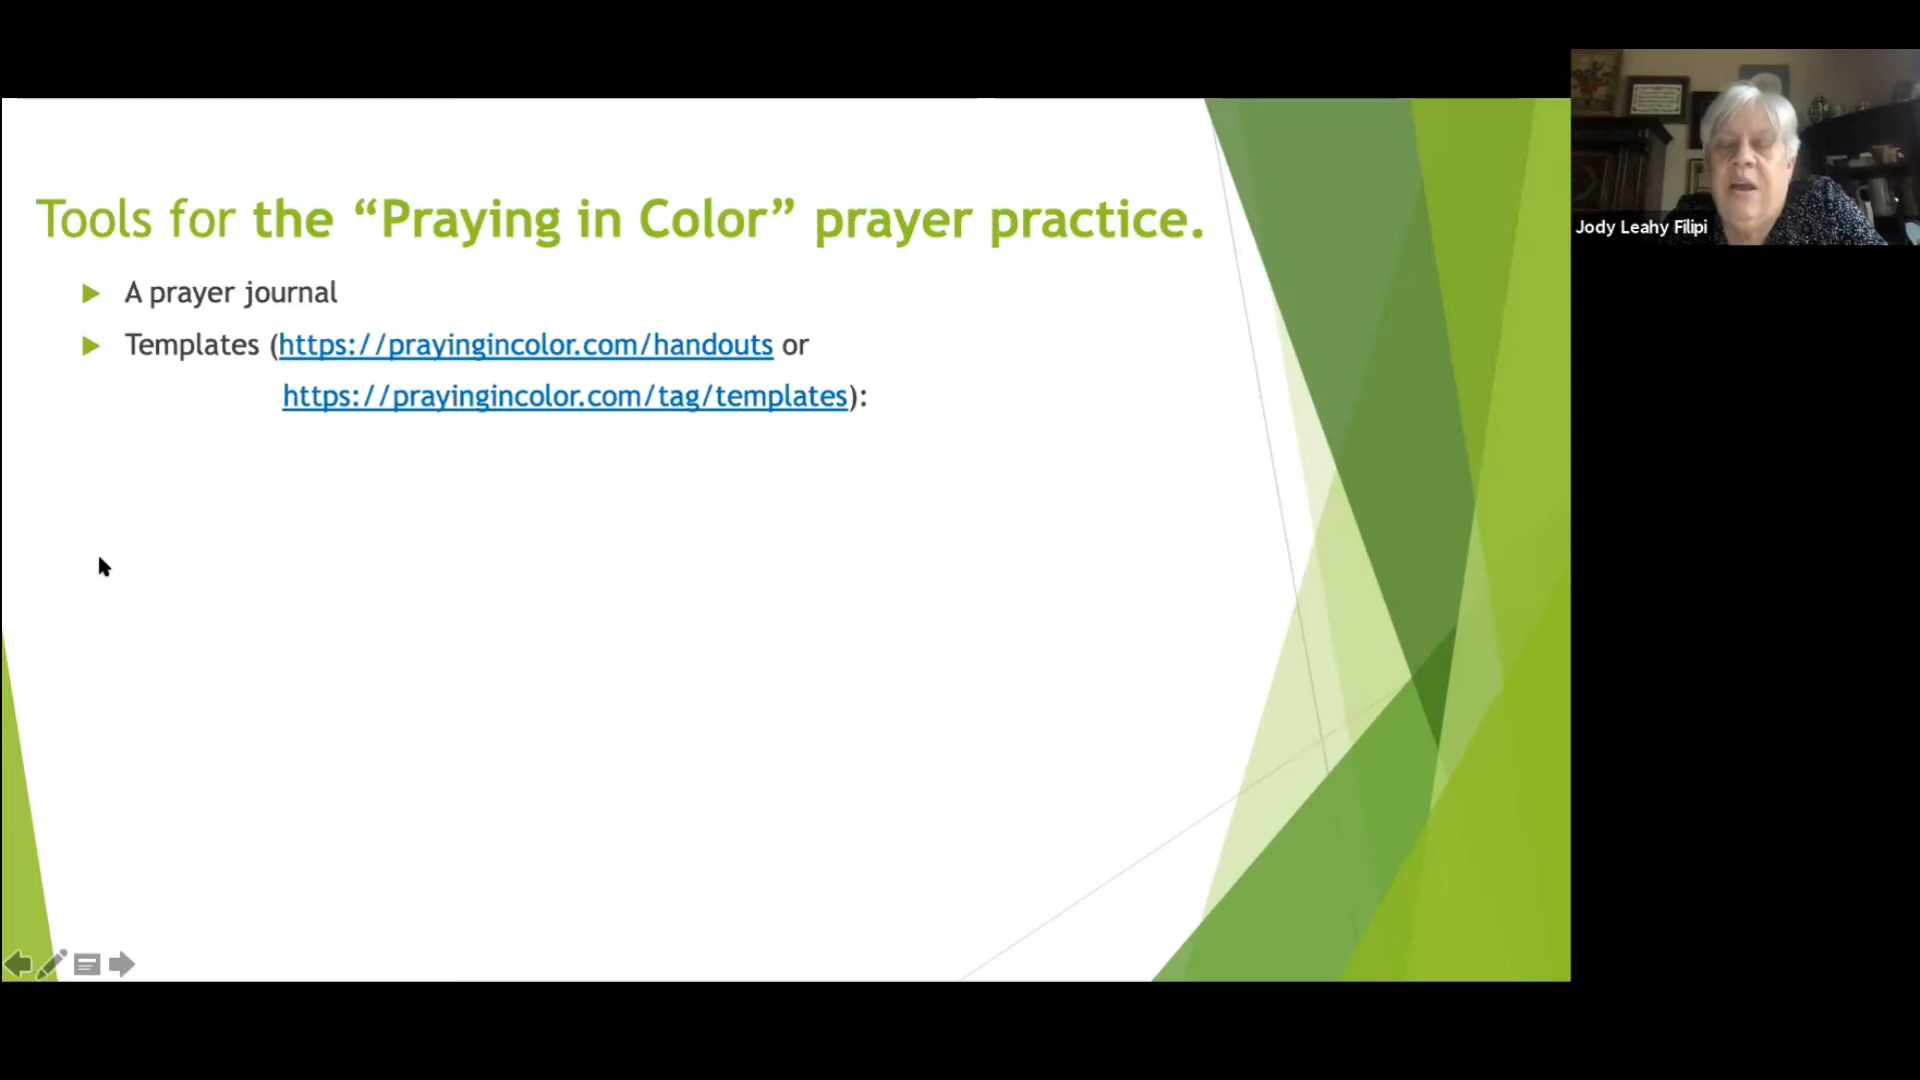 Tools for the “Praying in Color” prayer practice.
A prayer journal
Templates (https://prayingincolor.com/handouts or
https://prayingincolor.com/tag/templates):
Jody Leahy Filipi